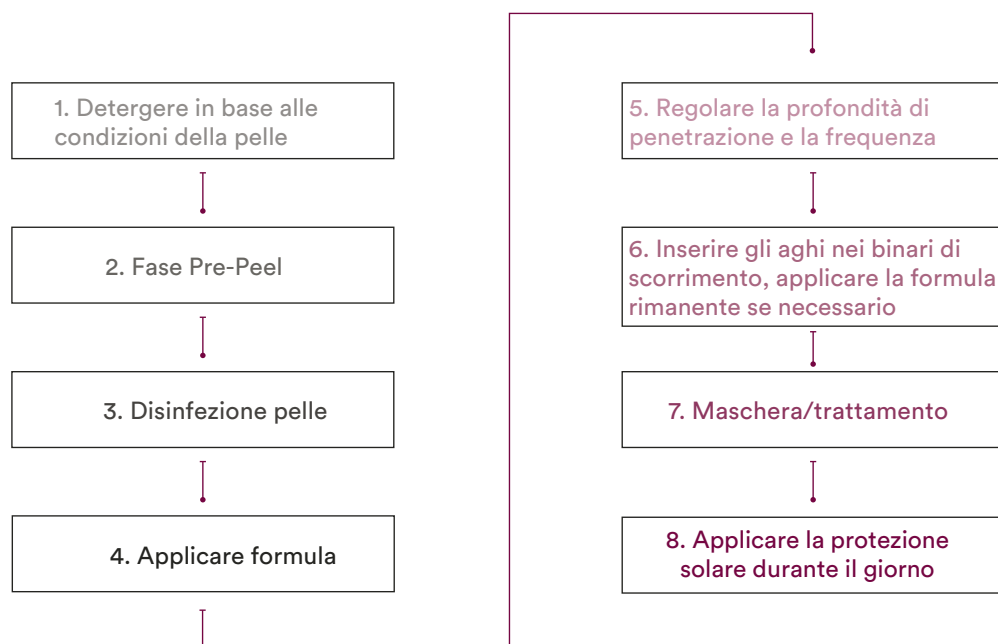 1. Detergere in base alle
condizioni della pelle
2. Fase Pre-Peel
3. Disinfezione pelle
4. Applicare formula
5. Regolare la profondità di
penetrazione e la frequenza
6. Inserire gli aghi nei binari di
scorrimento, applicare la formula
rimanente se necessario
7. Maschera/trattamento
8. Applicare la protezione
solare durante il giorno